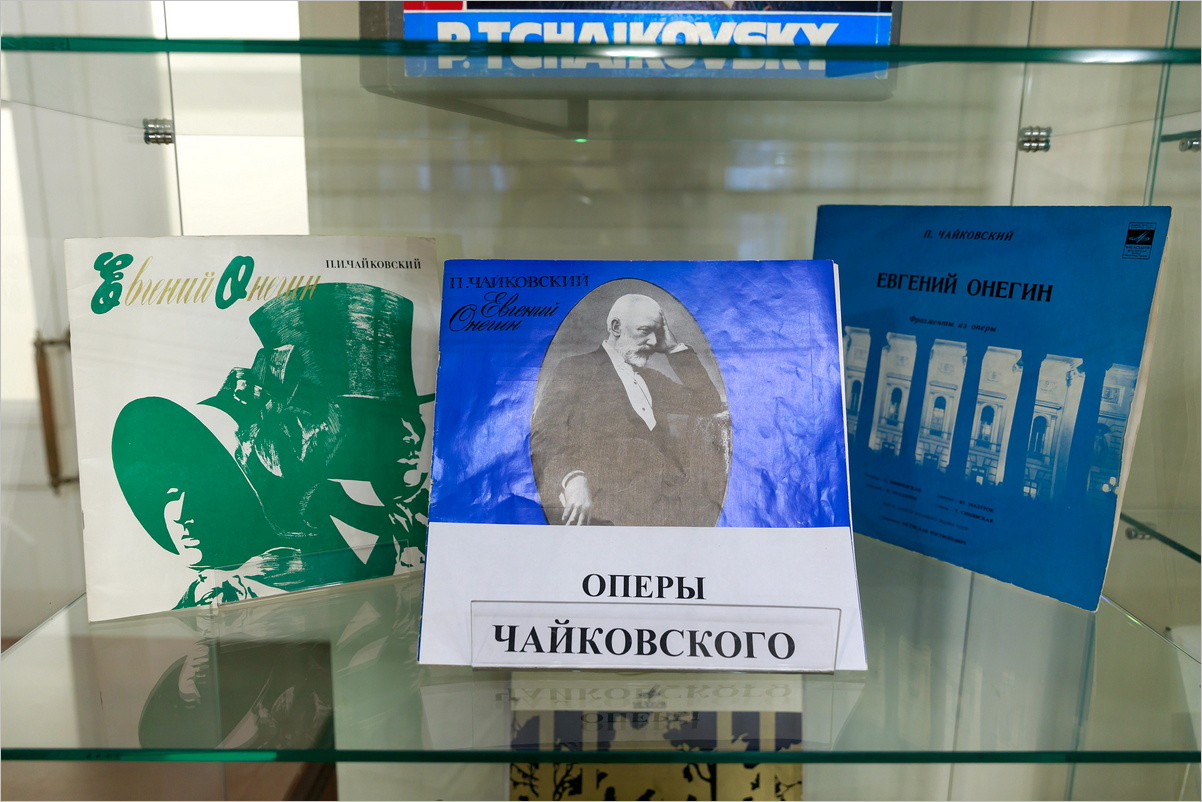 P. TCHAIKOVSKY
Евгений Онегин
П.И.ЧАЙКОВСКИЙ
П.ЧАЙКОВСКИЙ
Евгений
Онегин
ОПЕРЫ
ЧАЙКОВСКОГО
П. ЧАЙКОВСКИЙ
ЕВГЕНИЙ ОНЕГИН
Фрагменты из оперы